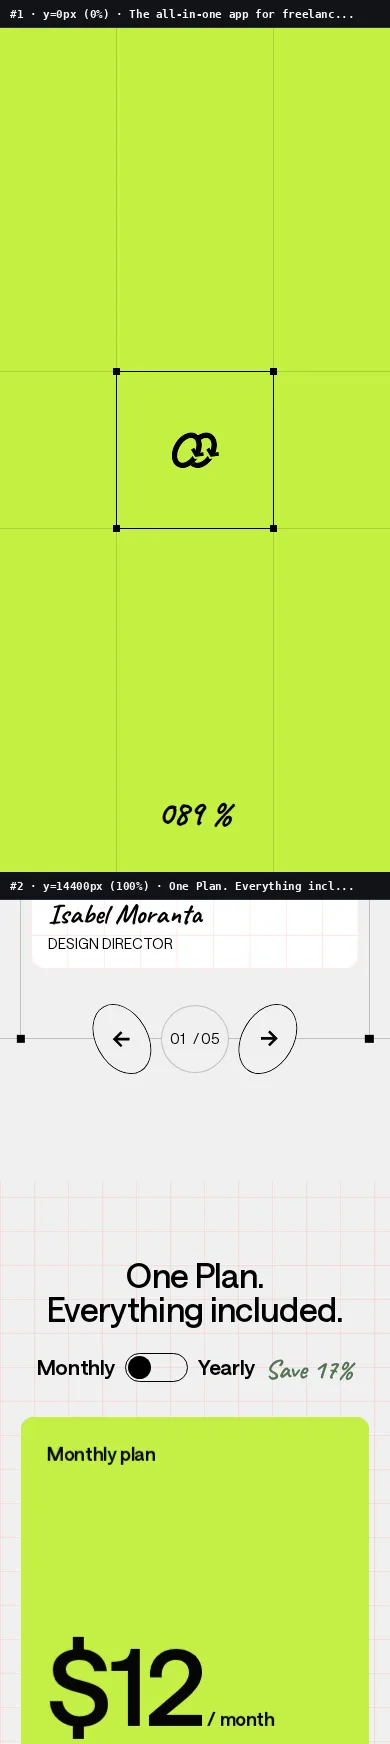 #1 · y=0px (0%) · The all-in-one app for freelanc...
089 %
#2 · y=14400px (100%) · One Plan. Everything incl...
Isabel Moranta
DESIGN DIRECTOR
01 / 05
One Plan.
Everything included.
Monthly Yearly Save 17%
Monthly plan
$12 / month